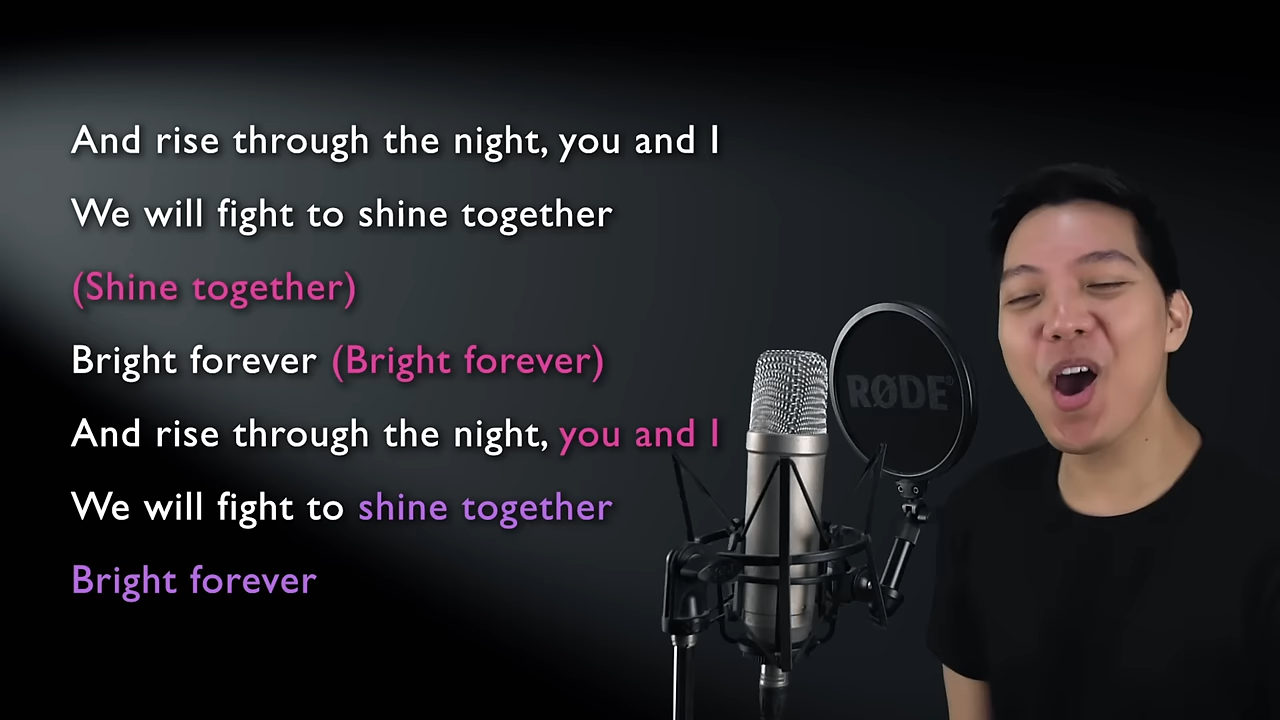 And rise through the night, you and I
We will fight to shine together
(Shine together)
Bright forever (Bright forever)
And rise through the night, you and I
We will fight to shine together
Bright forever
RØDE®